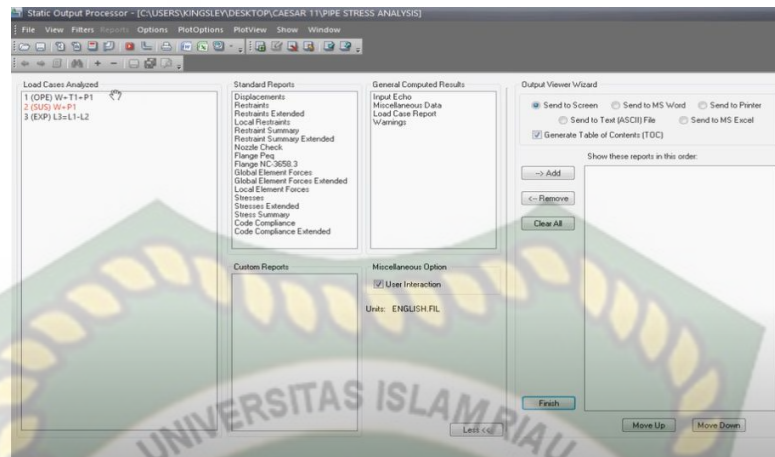 Static Output Processor - [C:\USERS\KINGSLEY\DESKTOP\CAESAR 11\PIPE STRESS ANALYSIS]
File View Filters Reports Options PlotOptions PlotView Show Window
Load Cases Analyzed
1 (OPE) W+T1+P1
2 (SUS) W+P1
3 (EXP) L3=L1-L2
Standard Reports
Displacements
Restraints
Restraints Extended
Local Restraints
Restraint Summary
Restraint Summary Extended
Nozzle Check
Flange Peq
Flange NC-3658.3
Global Element Forces
Global Element Forces Extended
Local Element Forces
Stresses
Stresses Extended
Stress Summary
Code Compliance
Code Compliance Extended
General Computed Results
Input Echo
Miscellaneous Data
Load Case Report
Warnings
Custom Reports
Miscellaneous Option
User Interaction
Units: ENGLISH.FIL
Less <<
Output Viewer Wizard
Send to Screen Send to MS Word Send to Printer
Send to Text (ASCII) File Send to MS Excel
Generate Table of Contents (TOC)
Show these reports in this order:
--> Add
<-- Remove
Clear All
Finish
Move Up Move Down
UNIVERSITAS ISLAM RIAU